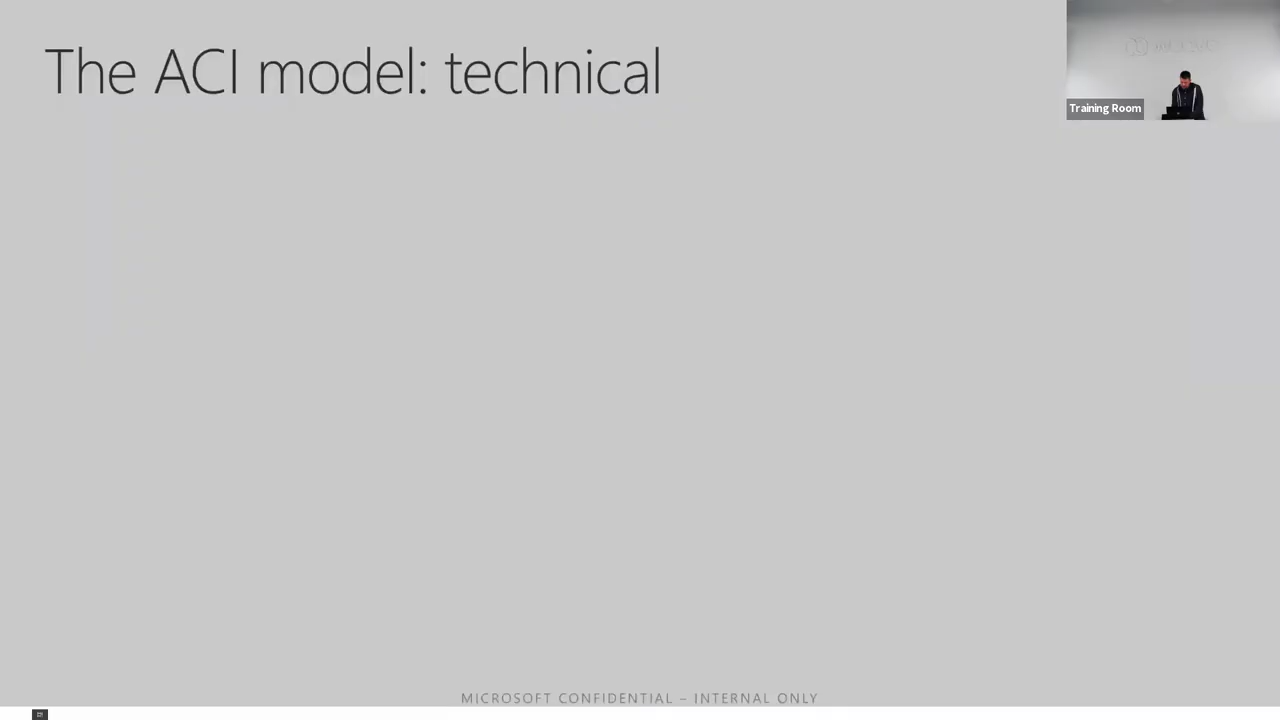 The ACI model: technical
Training Room
MICROSOFT CONFIDENTIAL – INTERNAL ONLY